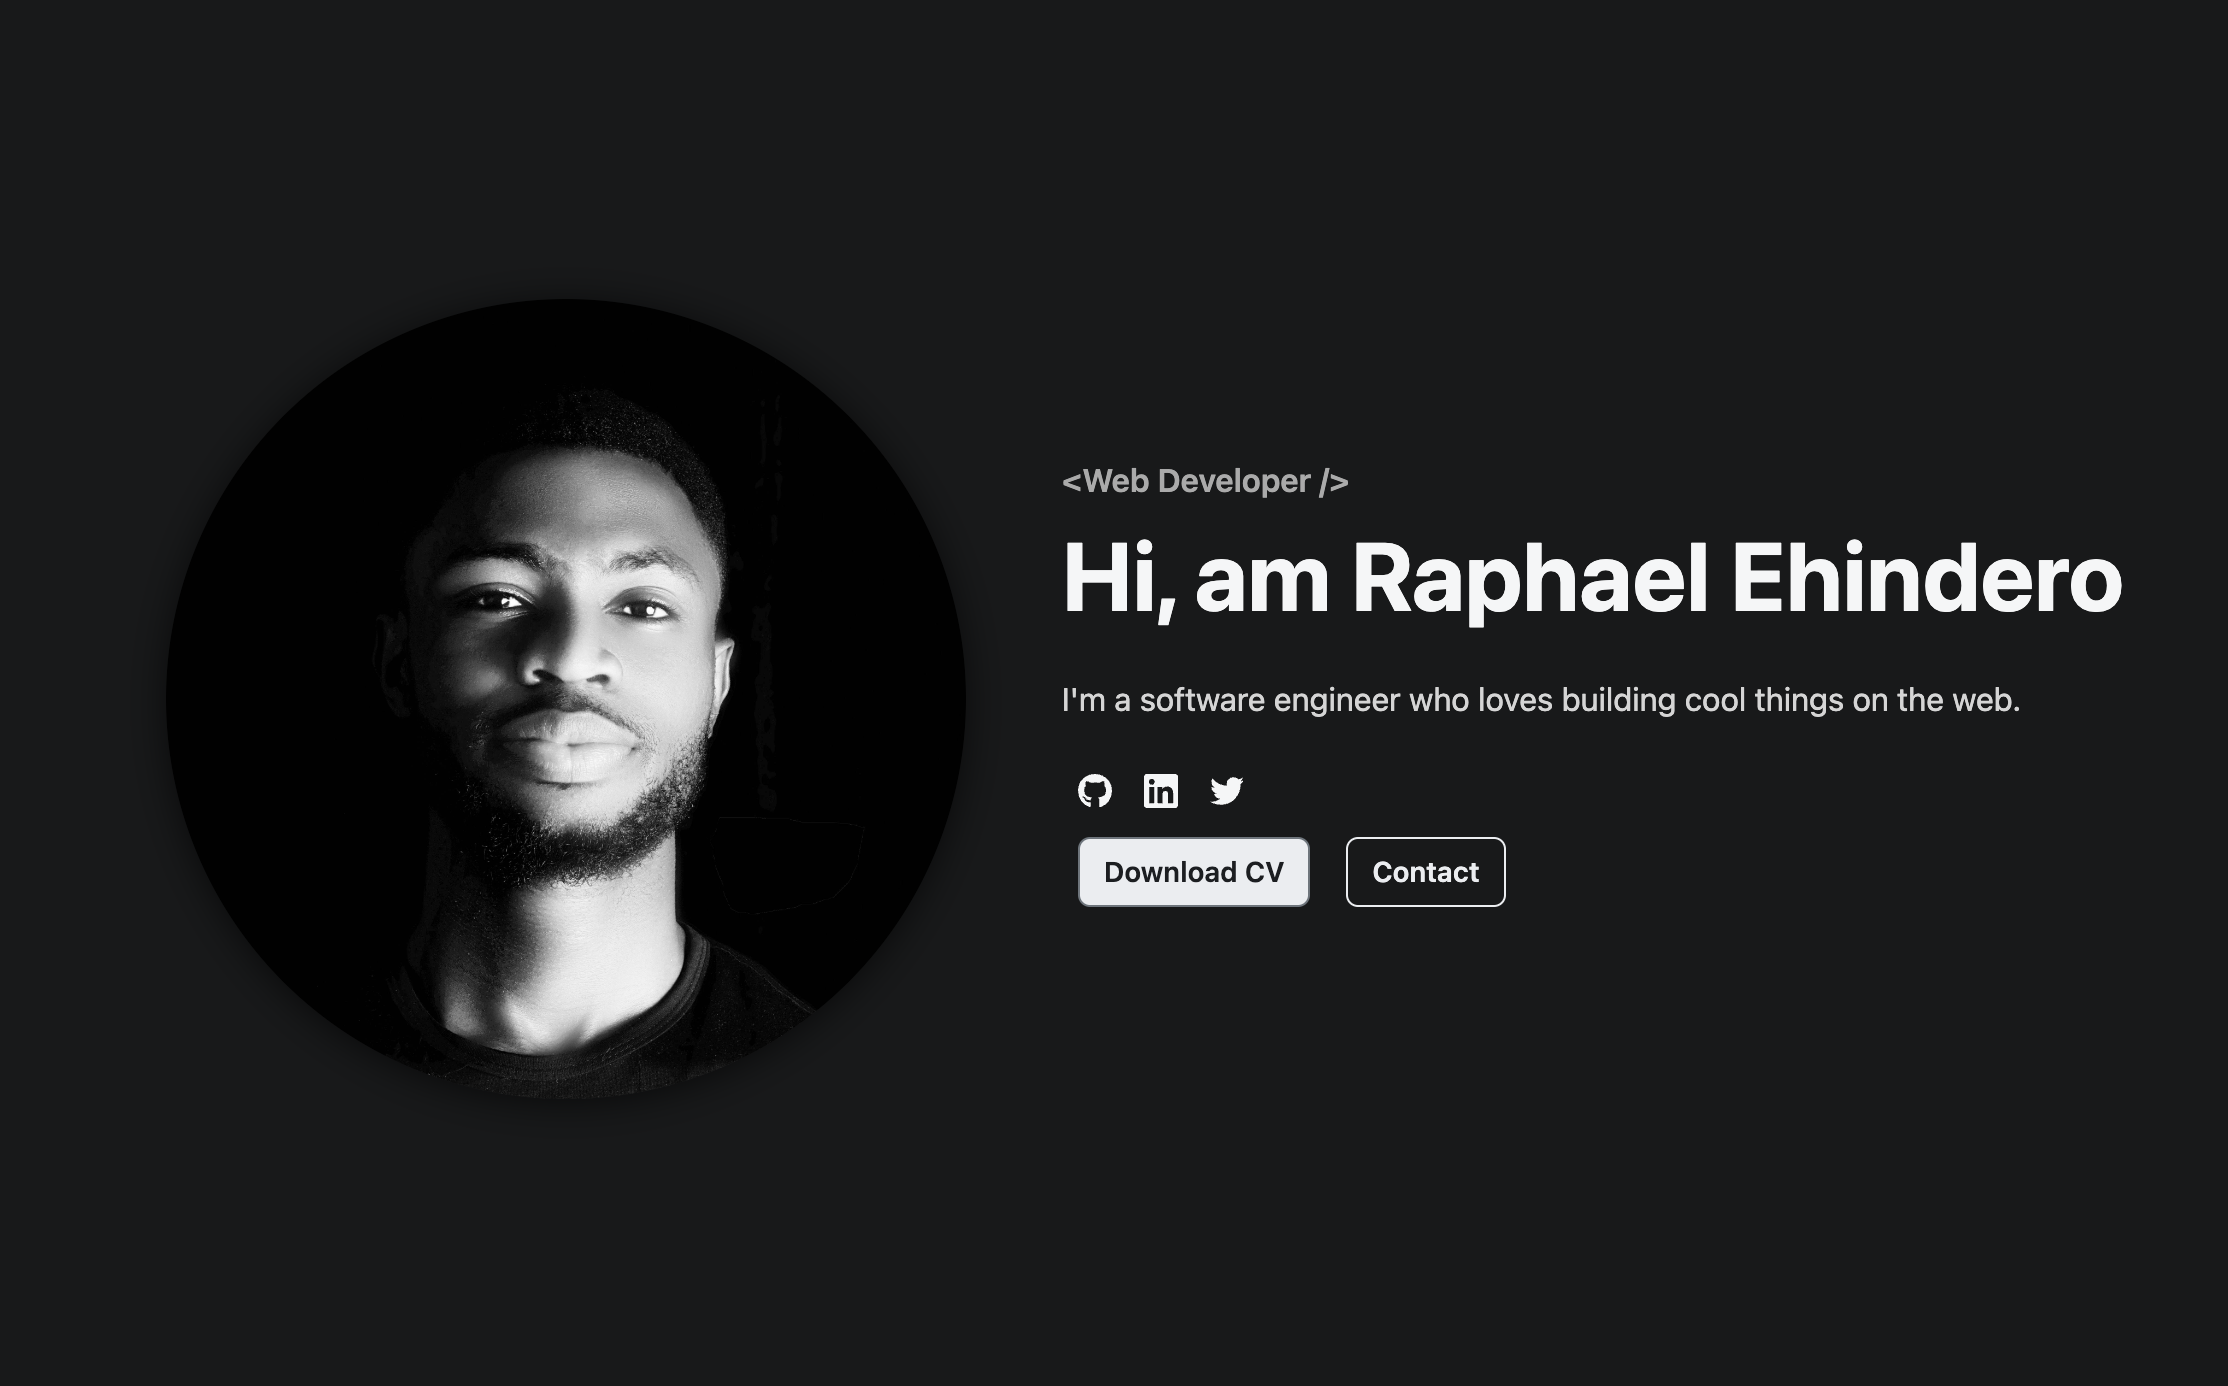 <Web Developer />
Hi, am Raphael Ehindero
I'm a software engineer who loves building cool things on the web.
Download CV
Contact